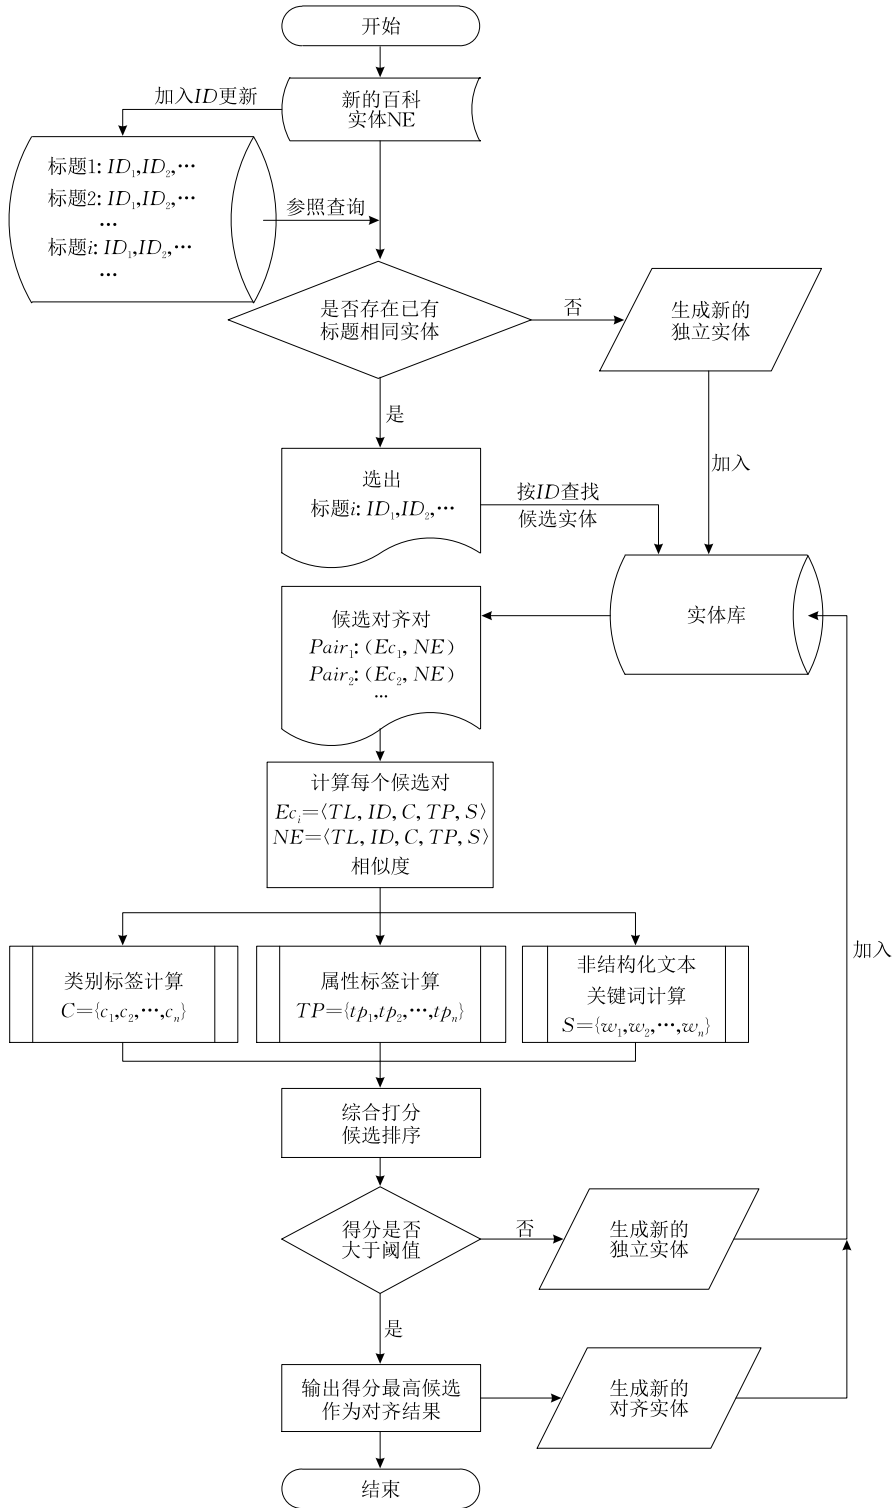 开始
新的百科
实体NE
加入ID更新
标题1: ID₁,ID₂,…
标题2: ID₁,ID₂,…
…
标题i: ID₁,ID₂,…
…
参照查询
是否存在已有
标题相同实体
否
生成新的
独立实体
是
加入
选出
标题i: ID₁,ID₂,…
按ID查找
候选实体
实体库
候选对齐对
Pair₁: (Ec₁, NE)
Pair₂: (Ec₂, NE)
…
计算每个候选对
Ecᵢ=⟨TL, ID, C, TP, S⟩
NE=⟨TL, ID, C, TP, S⟩
相似度
加入
类别标签计算
C={c₁,c₂,…,cₙ}
属性标签计算
TP={tp₁,tp₂,…,tpₙ}
非结构化文本
关键词计算
S={w₁,w₂,…,wₙ}
综合打分
候选排序
得分是否
大于阈值
否
生成新的
独立实体
是
输出得分最高候选
作为对齐结果
生成新的
对齐实体
结束